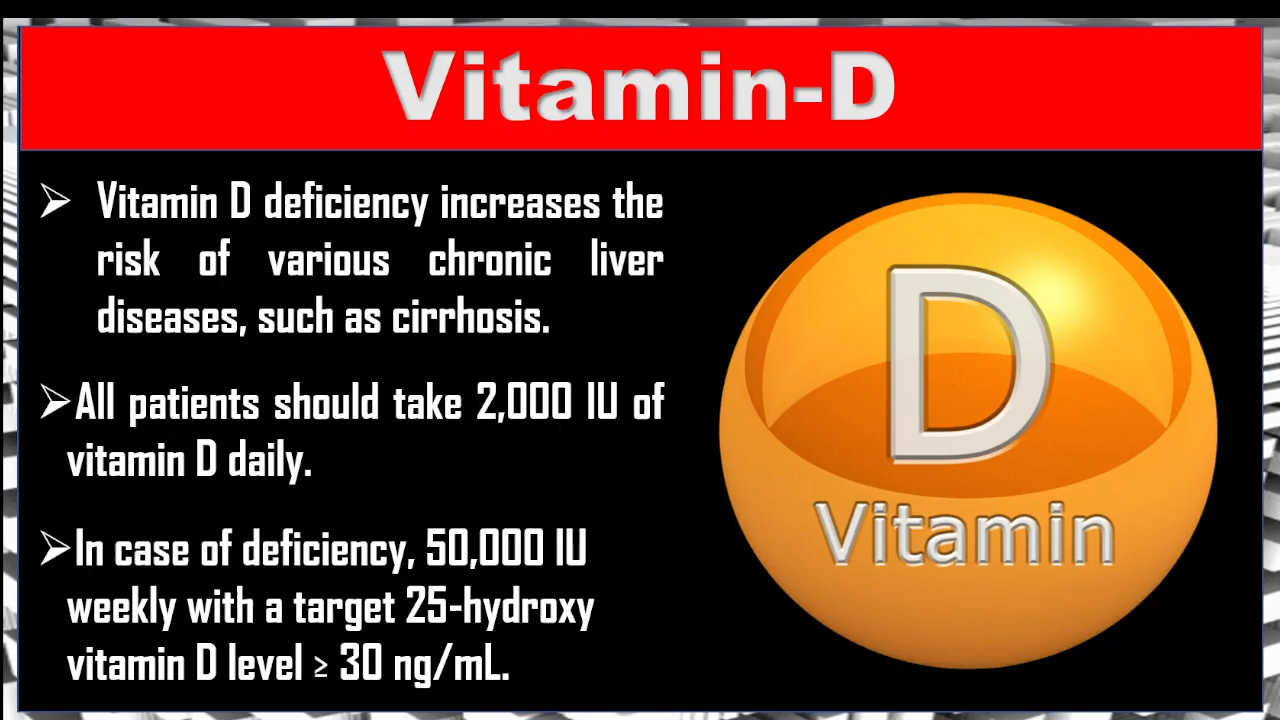 Vitamin-D
➢ Vitamin D deficiency increases the
risk of various chronic liver
diseases, such as cirrhosis.
➢All patients should take 2,000 IU of
vitamin D daily.
➢In case of deficiency, 50,000 IU
weekly with a target 25-hydroxy
vitamin D level ≥ 30 ng/mL.
D
Vitamin